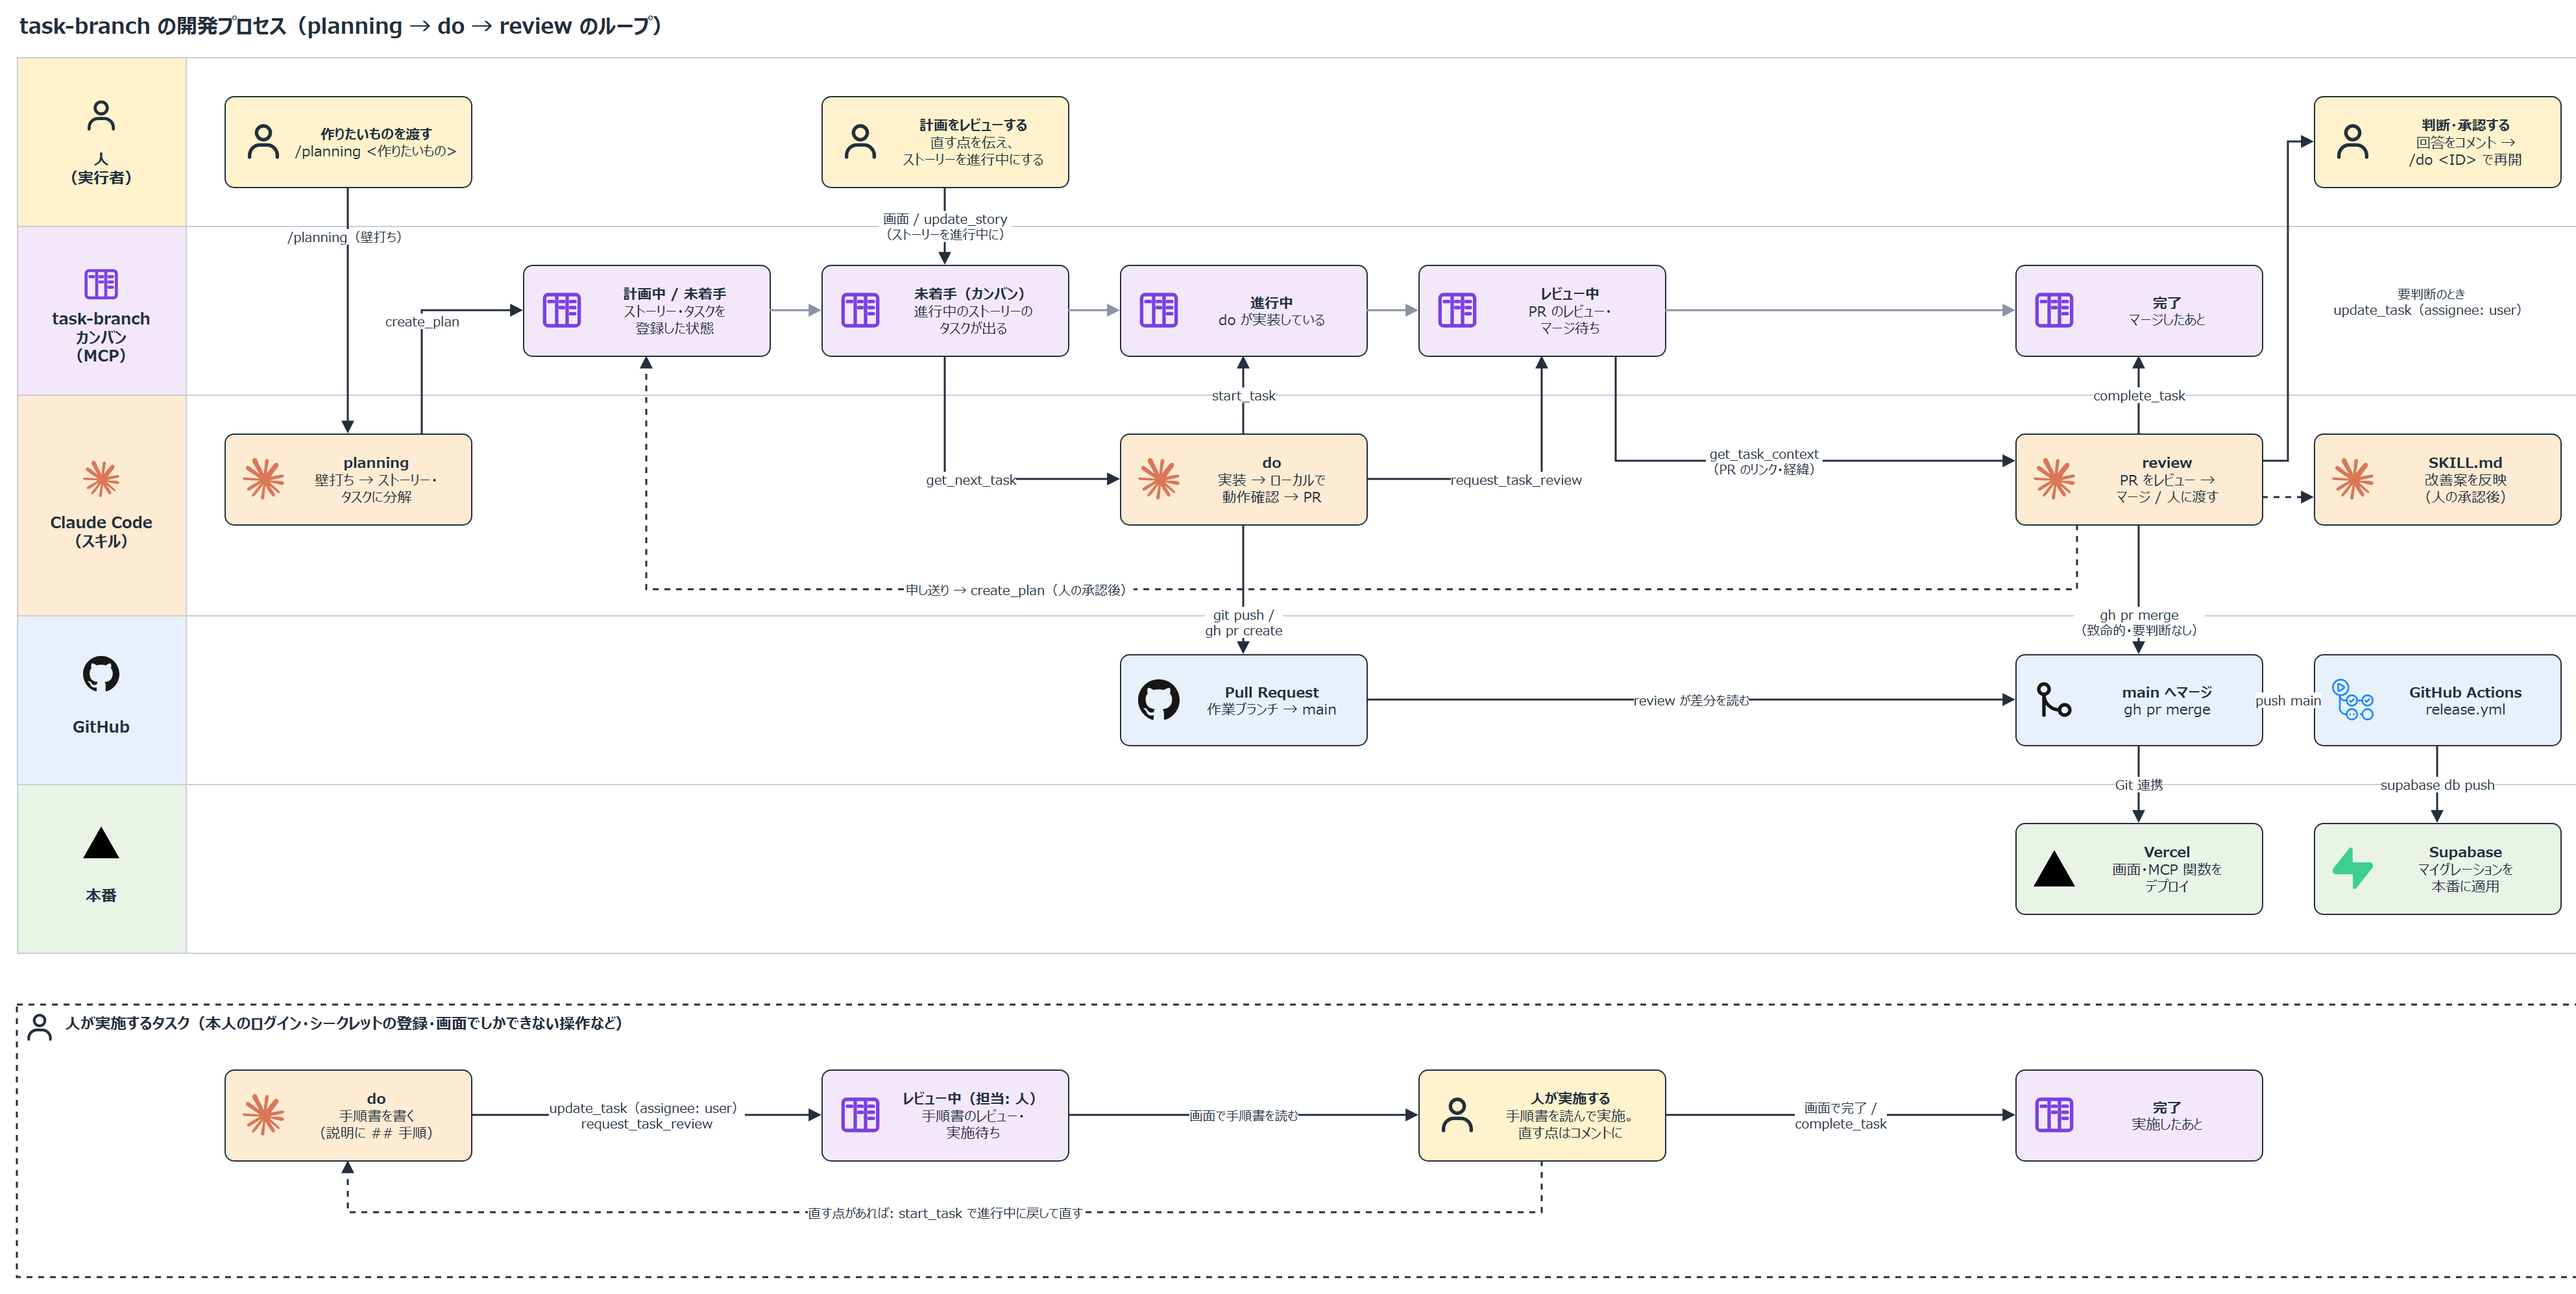 task-branch の開発プロセス（planning → do → review のループ）
人
（実行者）
作りたいものを渡す
/planning <作りたいもの>
計画をレビューする
直す点を伝え、
ストーリーを進行中にする
判断・承認する
回答をコメント →
/do <ID> で再開
/planning（壁打ち）
画面 / update_story
（ストーリーを進行中に）
task-branch
カンバン
（MCP）
create_plan
計画中 / 未着手
ストーリー・タスクを
登録した状態
未着手（カンバン）
進行中のストーリーの
タスクが出る
進行中
do が実装している
レビュー中
PR のレビュー・
マージ待ち
完了
マージしたあと
要判断のとき
update_task（assignee: user）
start_task
complete_task
Claude Code
（スキル）
planning
壁打ち → ストーリー・
タスクに分解
get_next_task
do
実装 → ローカルで
動作確認 → PR
request_task_review
get_task_context
（PR のリンク・経緯）
review
PR をレビュー →
マージ / 人に渡す
SKILL.md
改善案を反映
（人の承認後）
申し送り → create_plan（人の承認後）
git push /
gh pr create
gh pr merge
（致命的・要判断なし）
GitHub
Pull Request
作業ブランチ → main
review が差分を読む
main へマージ
gh pr merge
push main
GitHub Actions
release.yml
Git 連携
supabase db push
本番
Vercel
画面・MCP 関数を
デプロイ
Supabase
マイグレーションを
本番に適用
人が実施するタスク（本人のログイン・シークレットの登録・画面でしかできない操作など）
do
手順書を書く
（説明に ## 手順）
update_task（assignee: user）
request_task_review
レビュー中（担当: 人）
手順書のレビュー・
実施待ち
画面で手順書を読む
人が実施する
手順書を読んで実施。
直す点はコメントに
画面で完了 /
complete_task
完了
実施したあと
直す点があれば: start_task で進行中に戻して直す